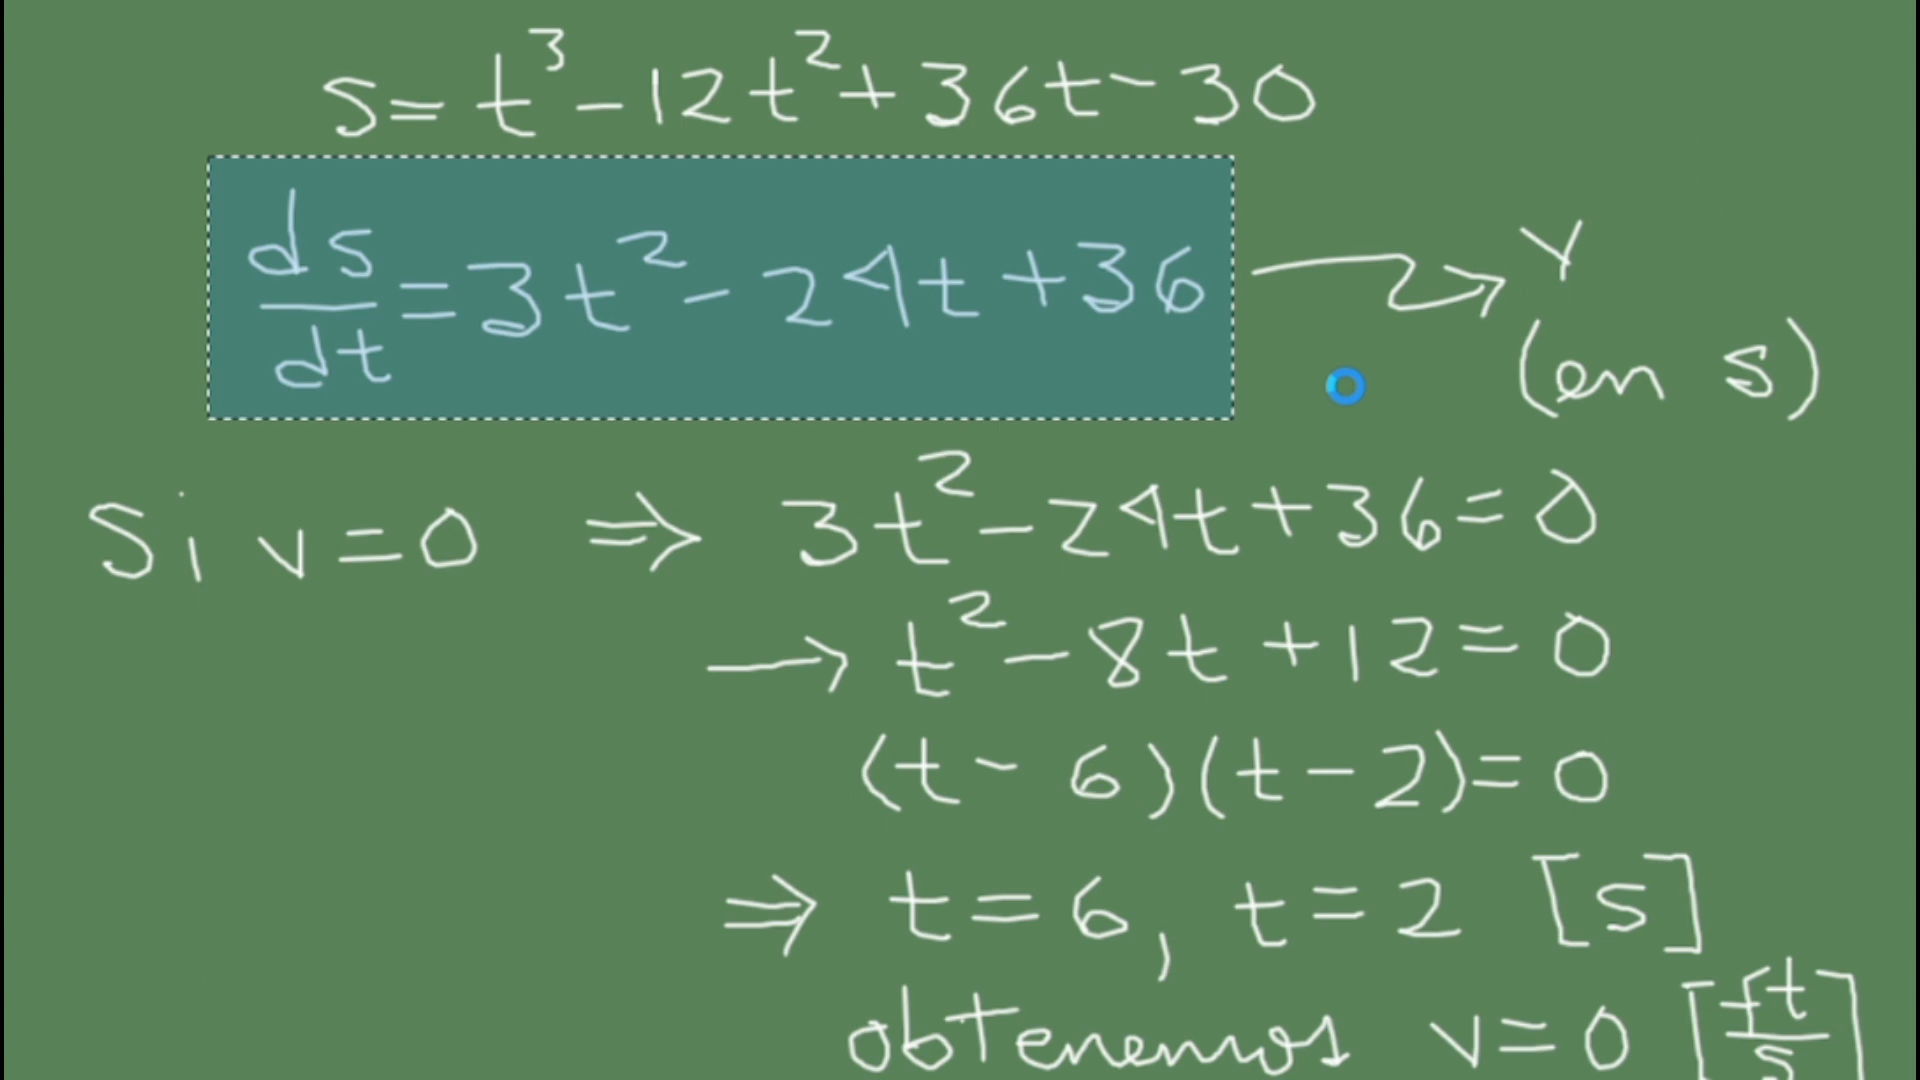 s = t³ - 12t² + 36t - 30
ds/dt = 3t² - 24t + 36 → Y
(en s)
Si v = 0 ⇒ 3t² - 24t + 36 = 0
→ t² - 8t + 12 = 0
(t - 6)(t - 2) = 0
⇒ t = 6, t = 2 [s]
obtenemos v = 0 [ft/s]